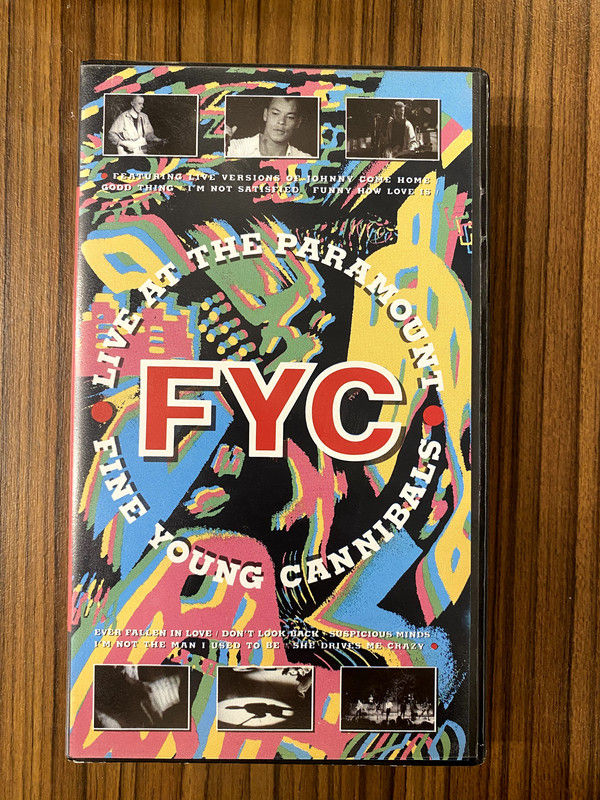 • FEATURING LIVE VERSIONS OF JOHNNY COME HOME
GOOD THING / I'M NOT SATISFIED / FUNNY HOW LOVE IS /
• LIVE AT THE PARAMOUNT •
FYC
FINE YOUNG CANNIBALS
EVER FALLEN IN LOVE / DON'T LOOK BACK / SUSPICIOUS MINDS
I'M NOT THE MAN I USED TO BE / SHE DRIVES ME CRAZY •